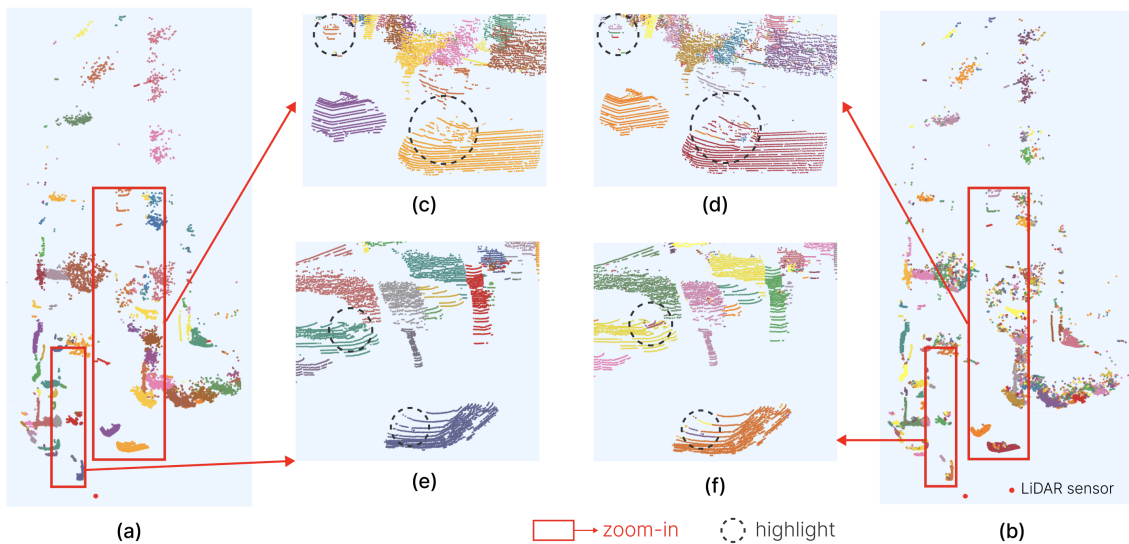 (c)
(d)
(e)
(f)
LiDAR sensor
(a)
zoom-in
highlight
(b)